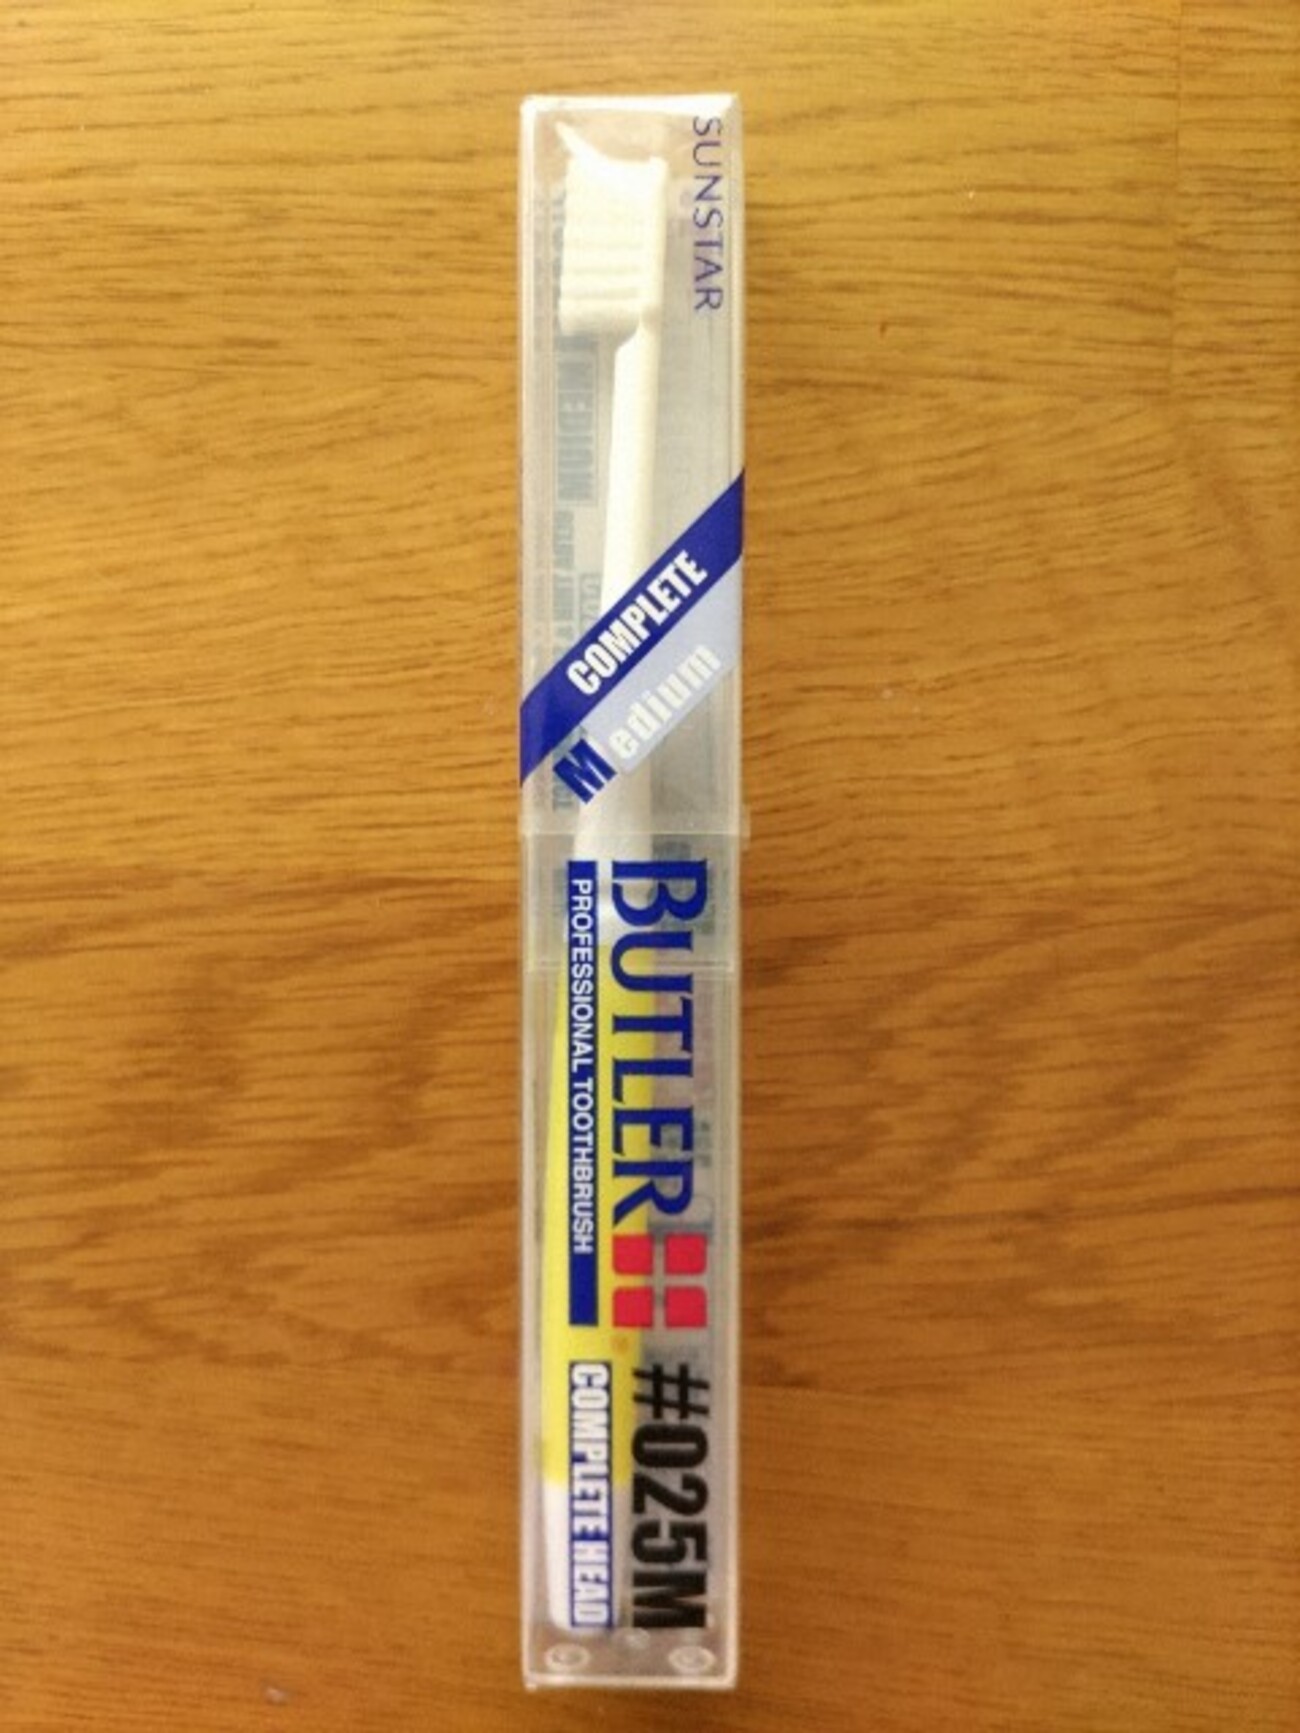 SUNSTAR
COMPLETE
Medium
BUTLER
PROFESSIONAL TOOTHBRUSH
#025M
COMPLETE HEAD